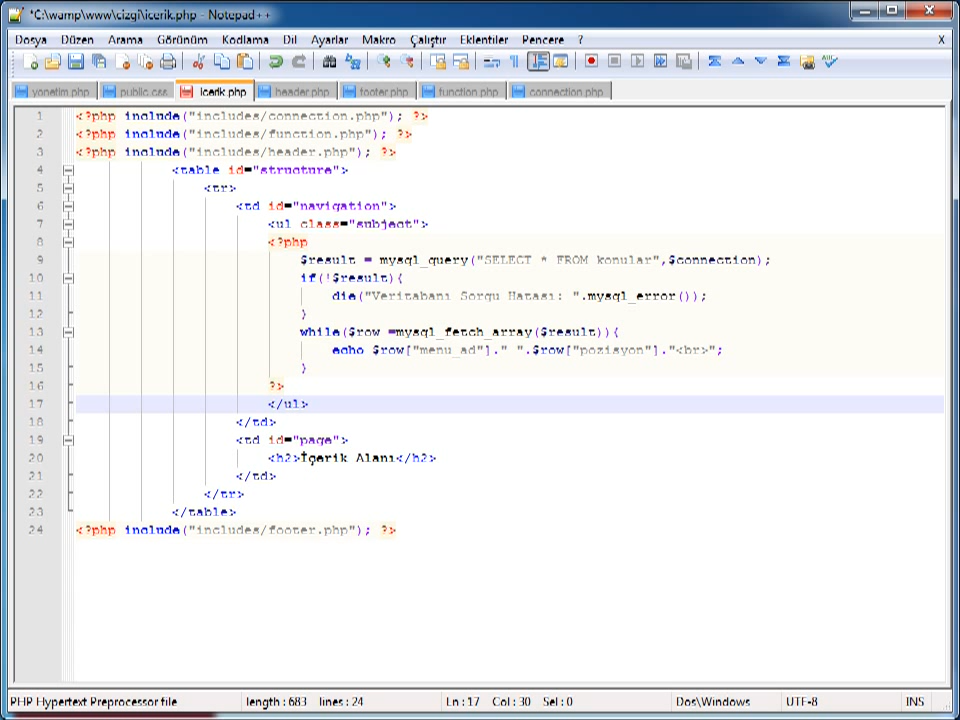 *C:\wamp\www\cizgi\icerik.php - Notepad++
Dosya Düzen Arama Görünüm Kodlama Dil Ayarlar Makro Çalıştır Eklentiler Pencere ? X
yonetim.php public.css icerik.php header.php footer.php function.php connection.php
1 <?php include("includes/connection.php"); ?>
2 <?php include("includes/function.php"); ?>
3 <?php include("includes/header.php"); ?>
4 <table id="structure">
5 <tr>
6 <td id="navigation">
7 <ul class="subject">
8 <?php
9 $result = mysql_query("SELECT * FROM konular",$connection);
10 if(!$result){
11 die("Veritabanı Sorgu Hatası: ".mysql_error());
12 }
13 while($row =mysql_fetch_array($result)){
14 echo $row["menu_ad"]." ".$row["pozisyon"]."<br>";
15 }
16 ?>
17 </ul>
18 </td>
19 <td id="page">
20 <h2>İçerik Alanı</h2>
21 </td>
22 </tr>
23 </table>
24 <?php include("includes/footer.php"); ?>
PHP Hypertext Preprocessor file length : 683 lines : 24 Ln : 17 Col : 30 Sel : 0 Dos\Windows UTF-8 INS